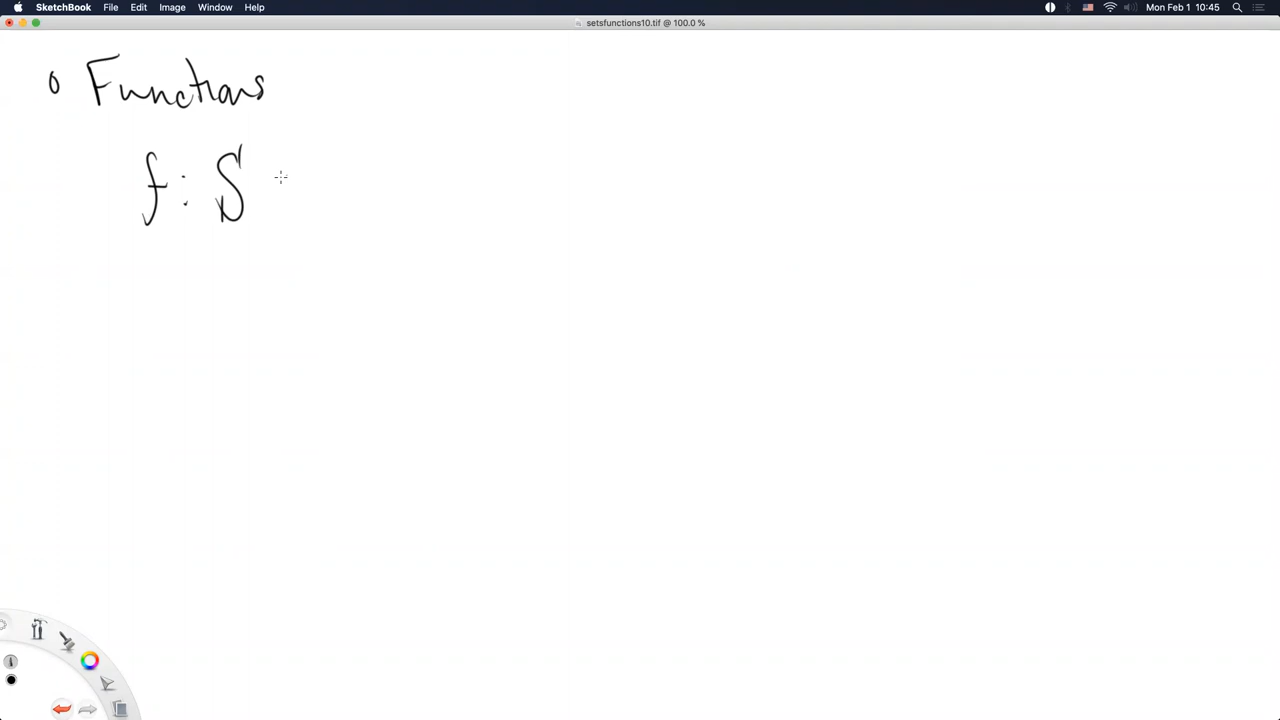 SketchBook File Edit Image Window Help Mon Feb 1 10:45
setsfunctions10.tif @ 100.0 %
Functions
f: S